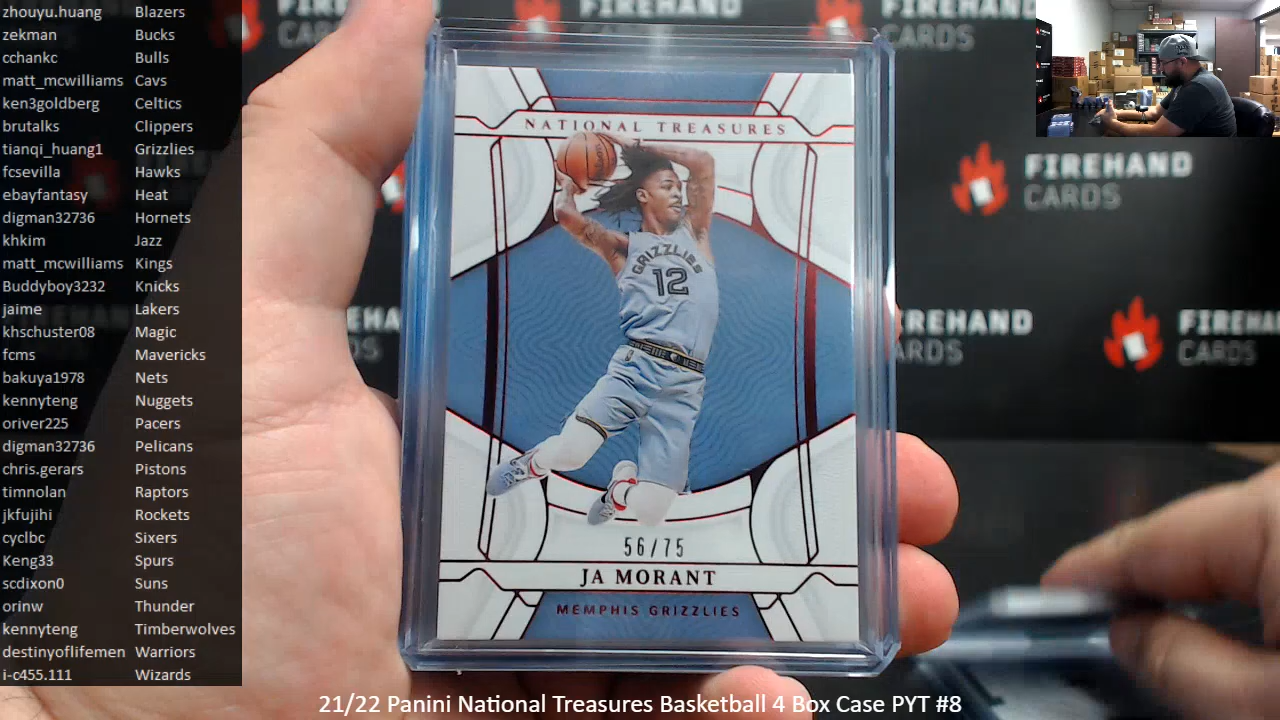 zhouyu.huang Blazers
zekman Bucks
cchankc Bulls
matt_mcwilliams Cavs
ken3goldberg Celtics
brutalks Clippers
tianqi_huang1 Grizzlies
fcsevilla Hawks
ebayfantasy Heat
digman32736 Hornets
khkim Jazz
matt_mcwilliams Kings
Buddyboy3232 Knicks
jaime Lakers
khschuster08 Magic
fcms Mavericks
bakuya1978 Nets
kennyteng Nuggets
oriver225 Pacers
digman32736 Pelicans
chris.gerars Pistons
timnolan Raptors
jkfujihi Rockets
cyclbc Sixers
Keng33 Spurs
scdixon0 Suns
orinw Thunder
kennyteng Timberwolves
destinyoflifemen Warriors
i-c455.111 Wizards
NATIONAL TREASURES
GRIZZLIES
12
56/75
JA MORANT
MEMPHIS GRIZZLIES
FIREHAND
CARDS
FIREHAND
CARDS
REHAND
RDS
FIREHAND
CARDS
21/22 Panini National Treasures Basketball 4 Box Case PYT #8